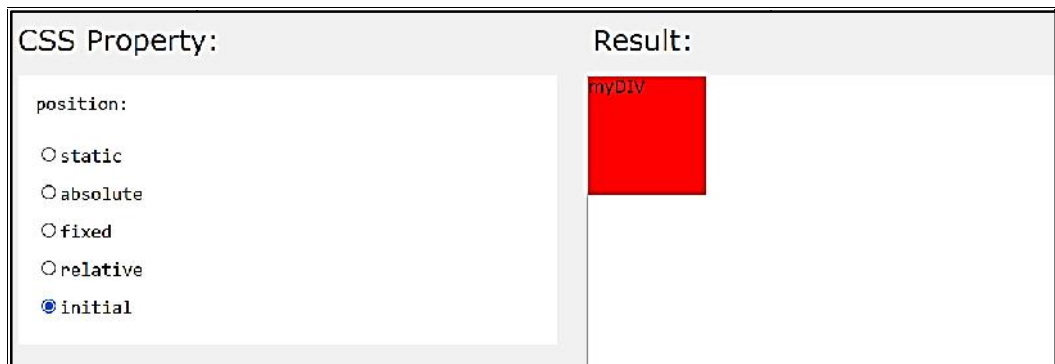 CSS Property:
position:
static
absolute
fixed
relative
initial
Result:
myDIV